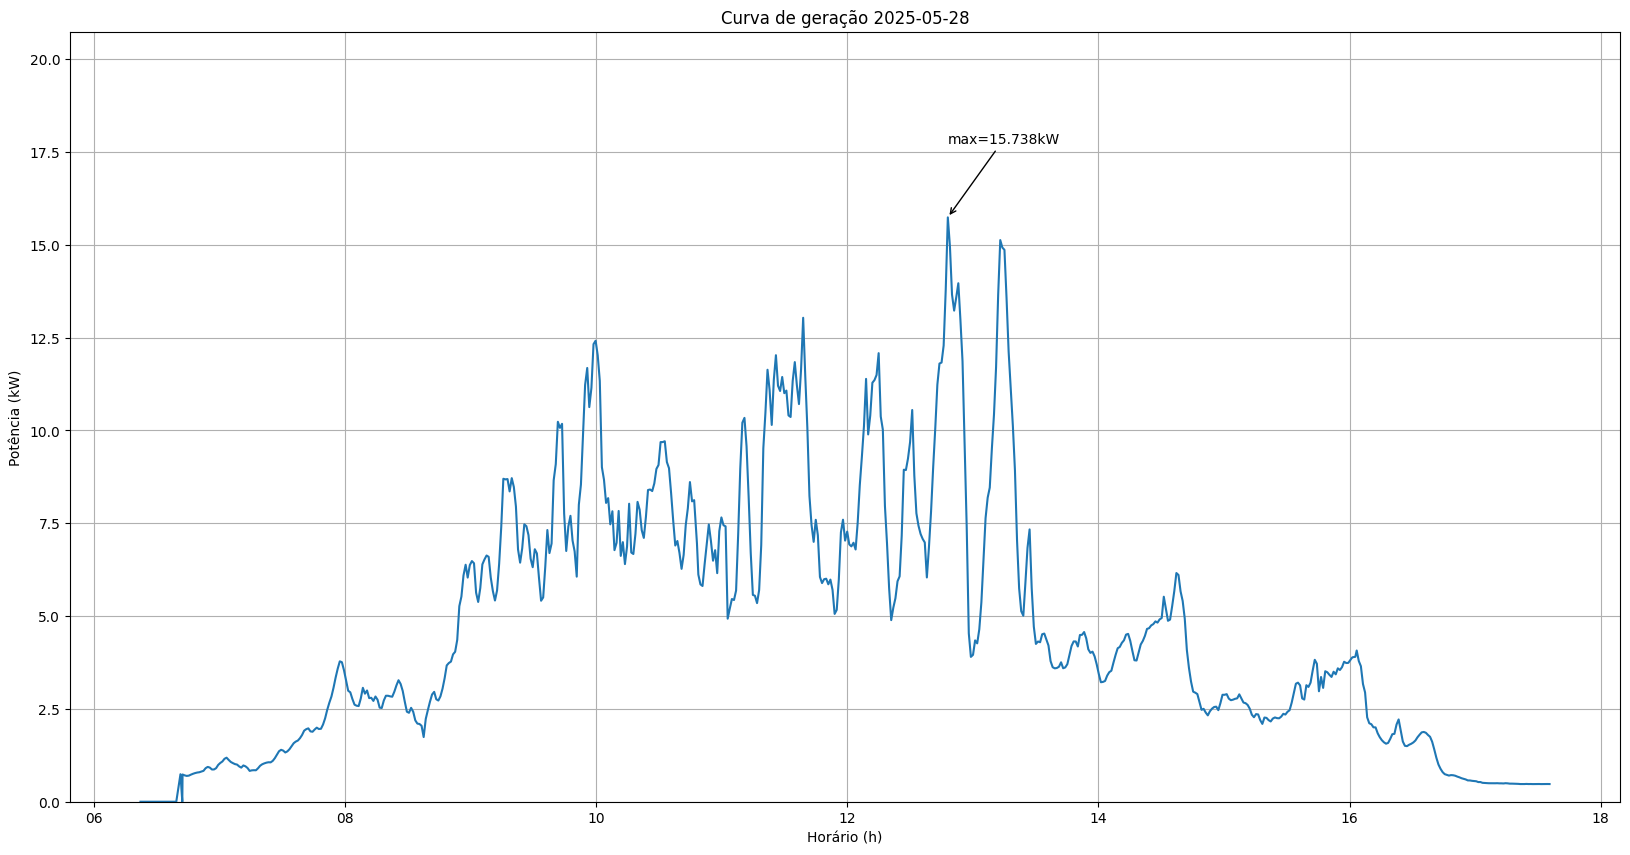 Curva de geração 2025-05-28
20.0
17.5
15.0
12.5
10.0
7.5
5.0
2.5
0.0
Potência (kW)
max=15.738kW
06 08 10 12 14 16 18
Horário (h)